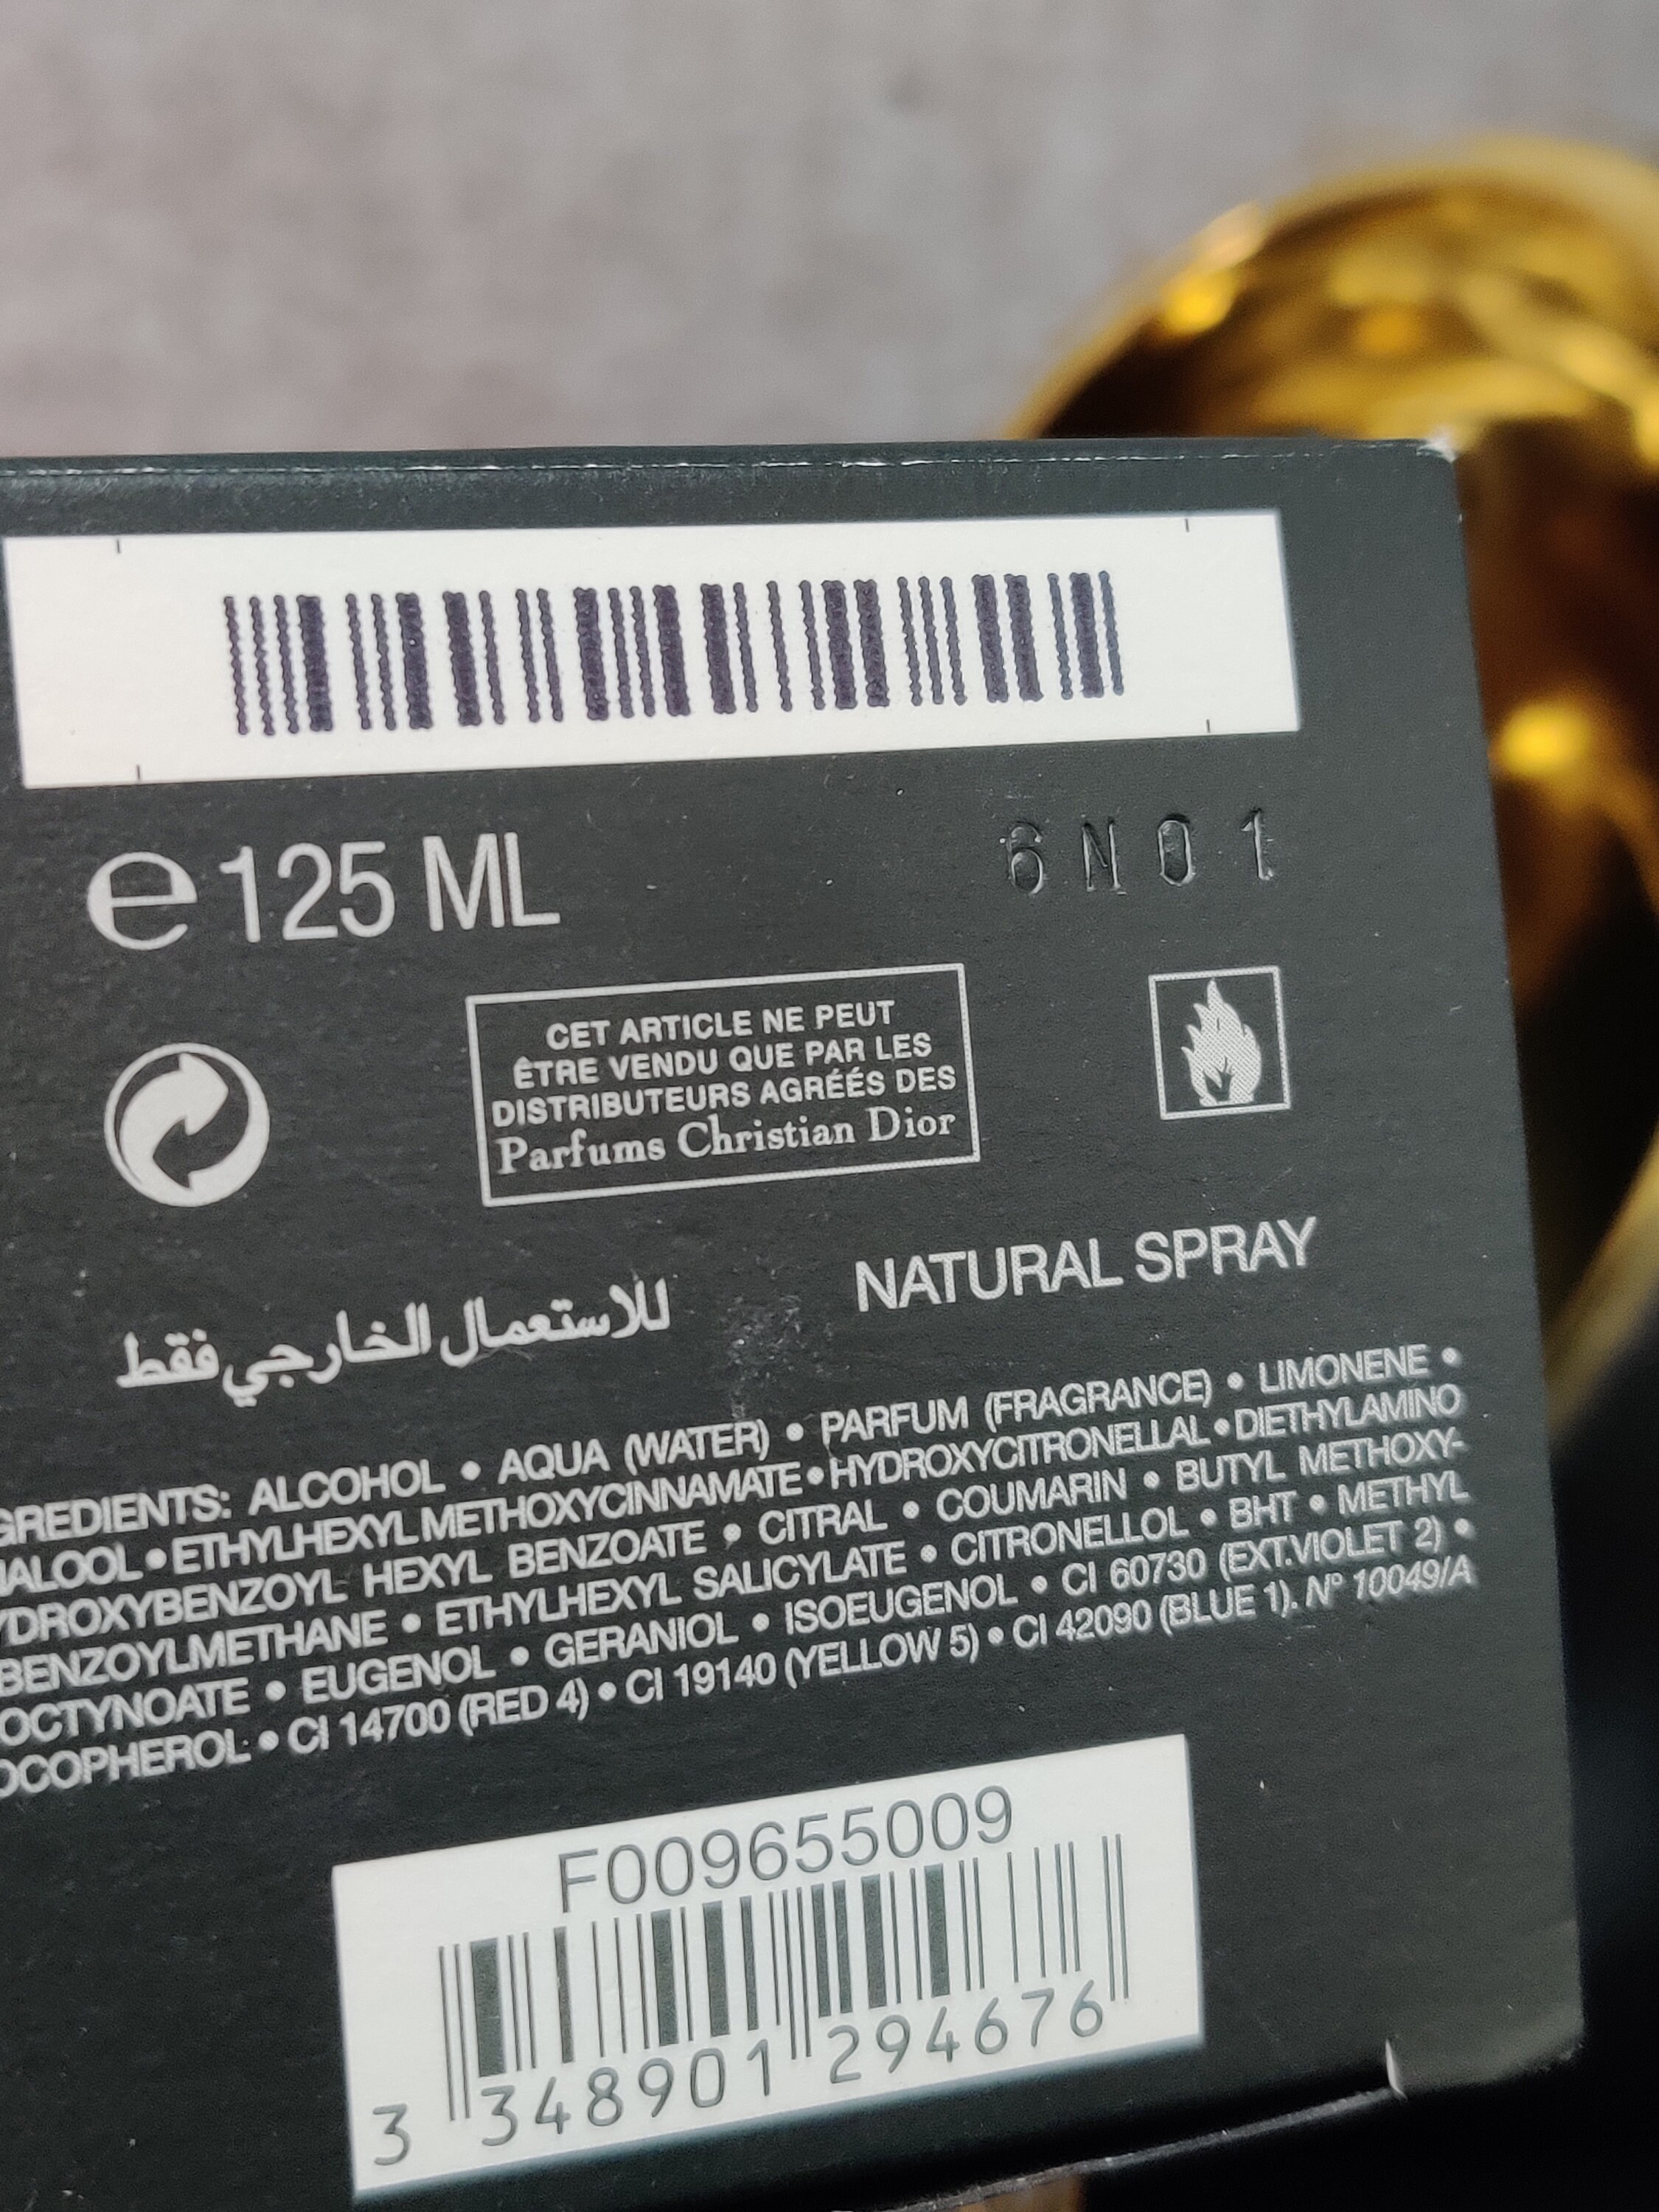 e 125 ML
6N01
CET ARTICLE NE PEUT
ÊTRE VENDU QUE PAR LES
DISTRIBUTEURS AGRÉÉS DES
Parfums Christian Dior
للاستعمال الخارجي فقط
NATURAL SPRAY
GREDIENTS: ALCOHOL • AQUA (WATER) • PARFUM (FRAGRANCE) • LIMONENE •
ALOOL • ETHYLHEXYL METHOXYCINNAMATE • HYDROXYCITRONELLAL • DIETHYLAMINO
YDROXYBENZOYL HEXYL BENZOATE • CITRAL • COUMARIN • BUTYL METHOXY-
BENZOYLMETHANE • ETHYLHEXYL SALICYLATE • CITRONELLOL • BHT • METHYL
OCTYNOATE • EUGENOL • GERANIOL • ISOEUGENOL • CI 60730 (EXT.VIOLET 2) •
OCOPHEROL • CI 14700 (RED 4) • CI 19140 (YELLOW 5) • CI 42090 (BLUE 1). N° 10049/A
F009655009
3 348901 294676